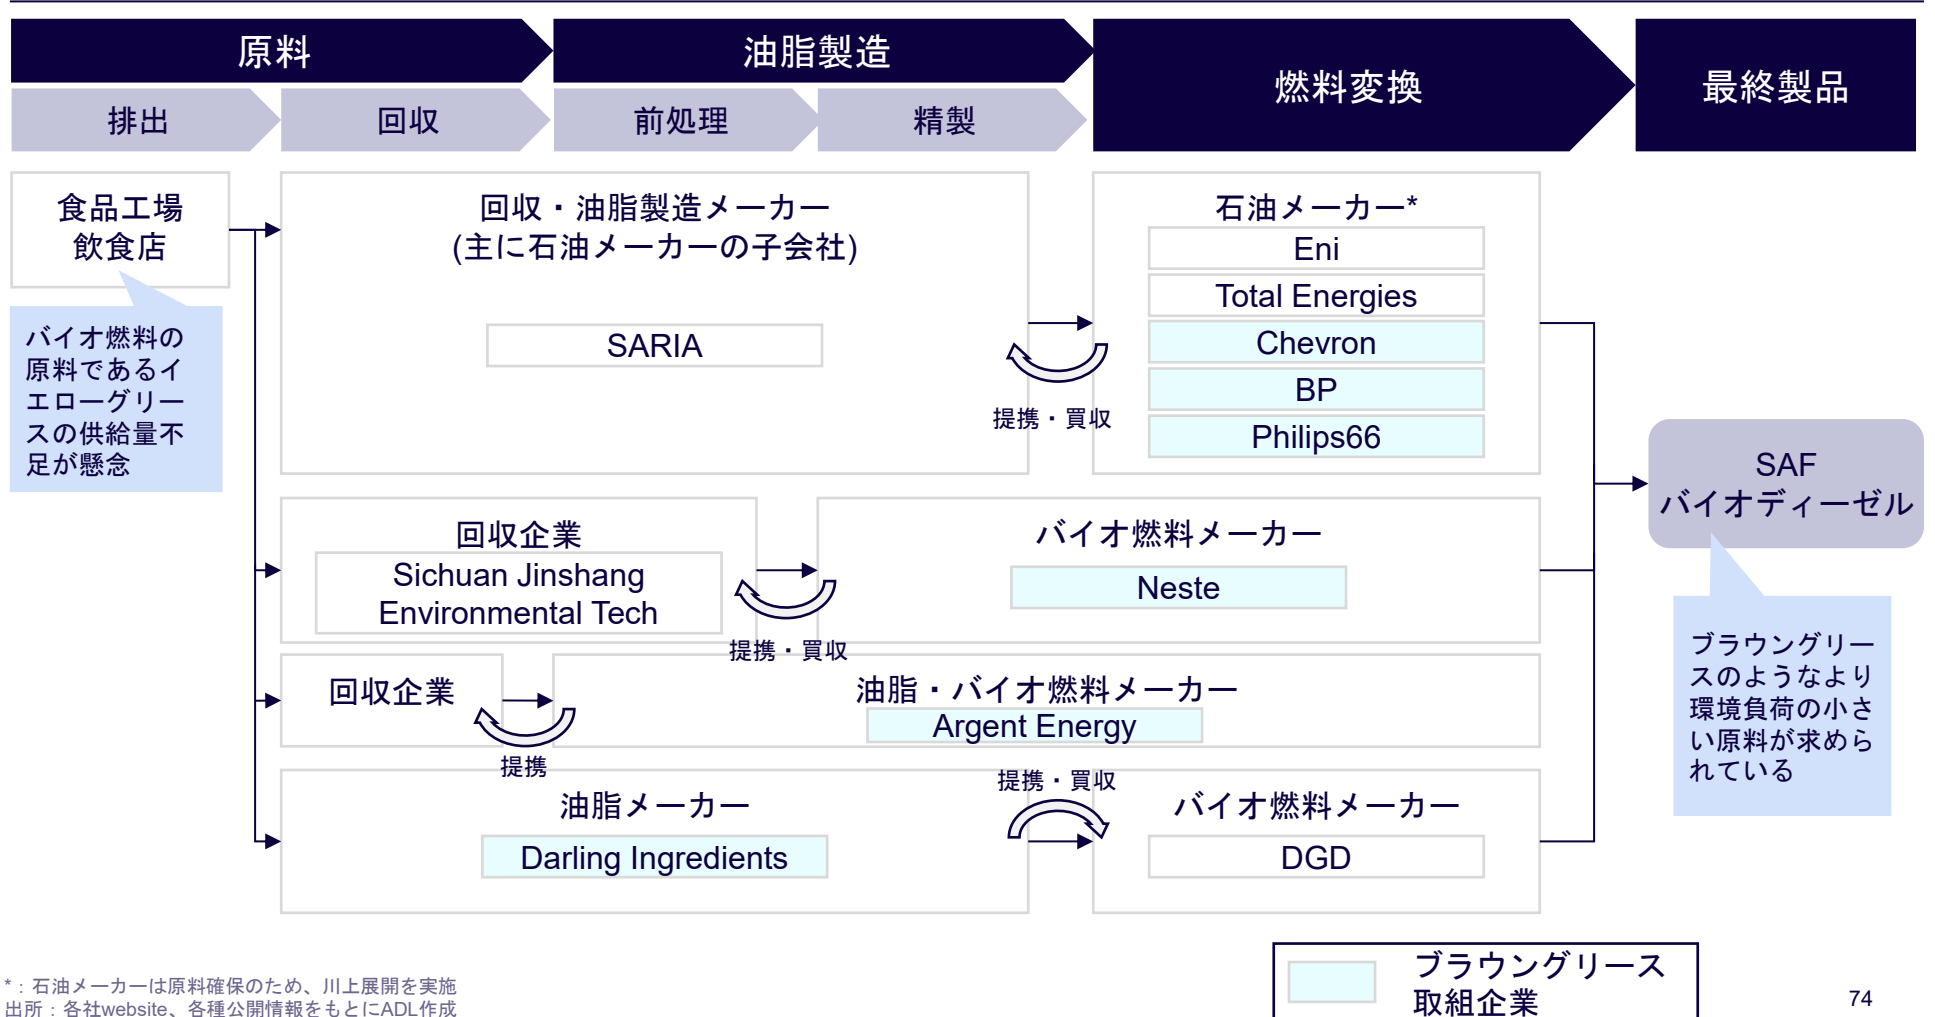 原料
油脂製造
燃料変換
最終製品
排出
回収
前処理
精製
食品工場
飲食店
バイオ燃料の
原料であるイ
エローグリー
スの供給量不
足が懸念
回収・油脂製造メーカー
(主に石油メーカーの子会社)
SARIA
提携・買収
石油メーカー*
Eni
Total Energies
Chevron
BP
Philips66
回収企業
Sichuan Jinshang
Environmental Tech
提携・買収
バイオ燃料メーカー
Neste
回収企業
提携
油脂・バイオ燃料メーカー
Argent Energy
油脂メーカー
Darling Ingredients
提携・買収
バイオ燃料メーカー
DGD
SAF
バイオディーゼル
ブラウングリー
スのようなより
環境負荷の小さ
い原料が求めら
れている
ブラウングリース
取組企業
*：石油メーカーは原料確保のため、川上展開を実施
出所：各社website、各種公開情報をもとにADL作成
74